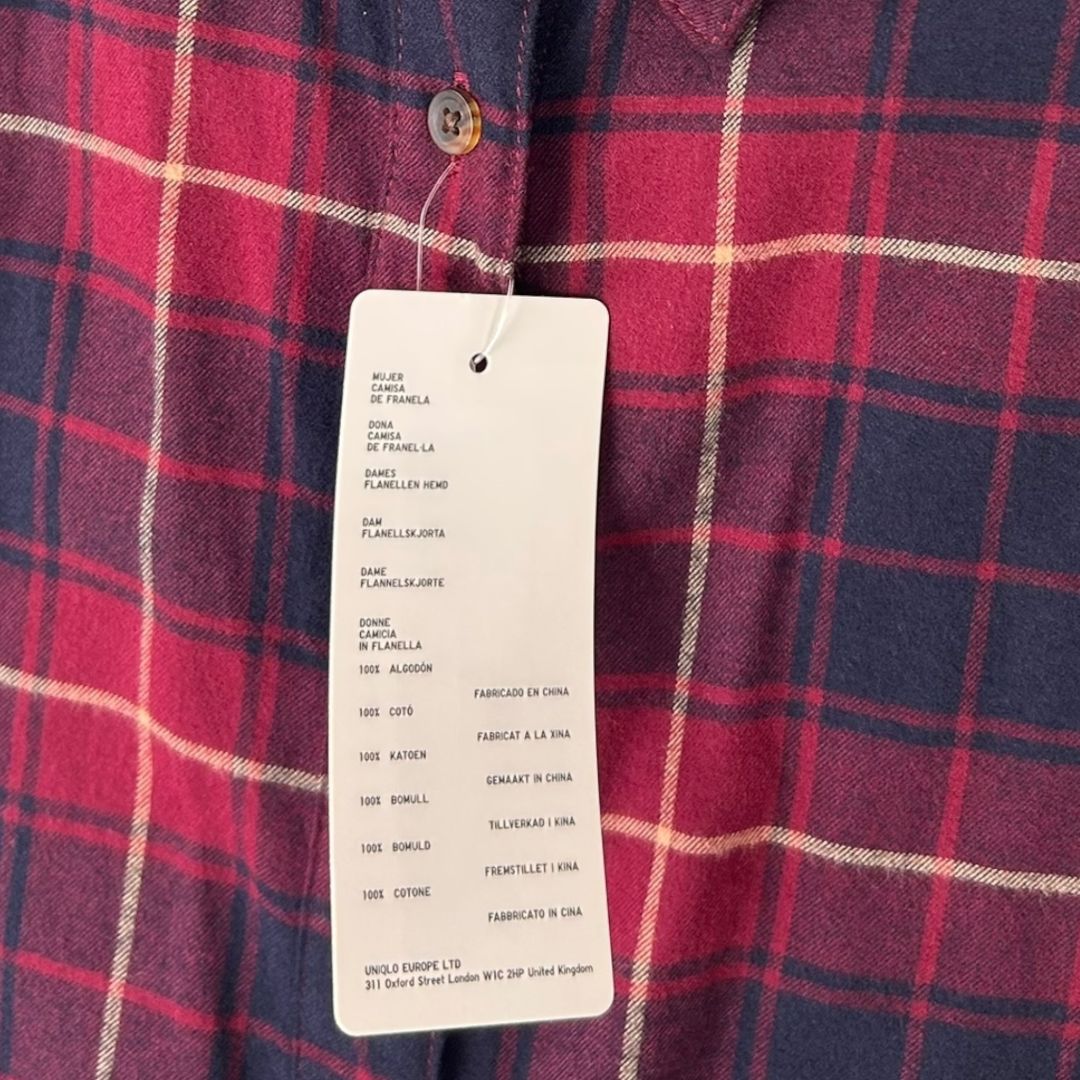 MUJER
CAMISA
DE FRANELA
DONA
CAMISA
DE FRANEL·LA
DAMES
FLANELLEN HEMD
DAM
FLANELLSKJORTA
DAME
FLANNELSKJORTE
DONNE
CAMICIA
IN FLANELLA
100% ALGODÓN
FABRICADO EN CHINA
100% COTÓ
FABRICAT A LA XINA
100% KATOEN
GEMAAKT IN CHINA
100% BOMULL
TILLVERKAD I KINA
100% BOMULD
FREMSTILLET I KINA
100% COTONE
FABBRICATO IN CINA
UNIQLO EUROPE LTD
311 Oxford Street London W1C 2HP United Kingdom